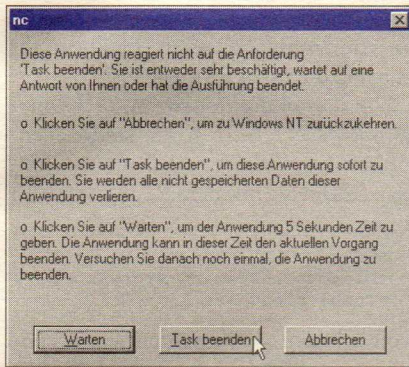 nc
Diese Anwendung reagiert nicht auf die Anforderung
'Task beenden'. Sie ist entweder sehr beschäftigt, wartet auf eine
Antwort von Ihnen oder hat die Ausführung beendet.
o Klicken Sie auf "Abbrechen", um zu Windows NT zurückzukehren.
o Klicken Sie auf "Task beenden", um diese Anwendung sofort zu
beenden. Sie werden alle nicht gespeicherten Daten dieser
Anwendung verlieren.
o Klicken Sie auf "Warten", um der Anwendung 5 Sekunden Zeit zu
geben. Die Anwendung kann in dieser Zeit den aktuellen Vorgang
beenden. Versuchen Sie danach noch einmal, die Anwendung zu
beenden.
Warten Task beenden Abbrechen